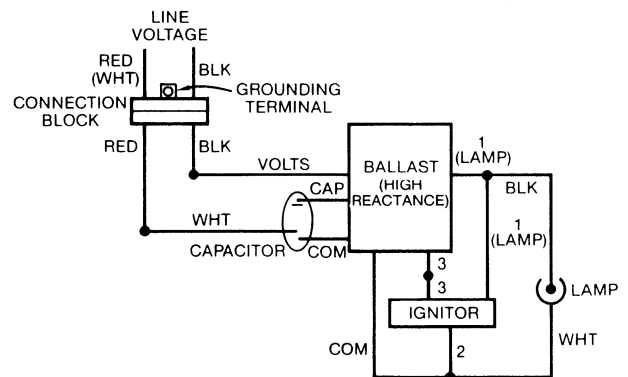 LINE
VOLTAGE
RED
(WHT)
BLK
GROUNDING
TERMINAL
CONNECTION
BLOCK
RED
BLK
VOLTS
BALLAST
(HIGH
REACTANCE)
1
(LAMP)
BLK
CAP
WHT
CAPACITOR
COM
1
(LAMP)
3
3
LAMP
IGNITOR
COM
2
WHT